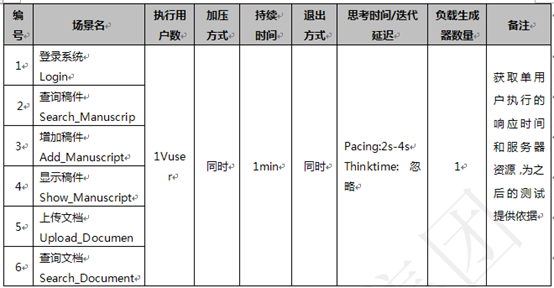 编号 场景名 执行用户数 加压方式 持续时间 退出方式 思考时间/迭代延迟 负载生成器数量 备注
1 登录系统
Login
2 查询稿件
Search_Manuscrip
3 增加稿件
Add_Manuscript
4 显示稿件
Show_Manuscript
5 上传文档
Upload_Documen
6 查询文档
Search_Document
1Vuse
r
同时
1min
同时
Pacing:2s-4s
Thinktime: 忽
略
1
获取单用
户执行的
响应时间
和服务器
资源,为之
后的测试
提供依据